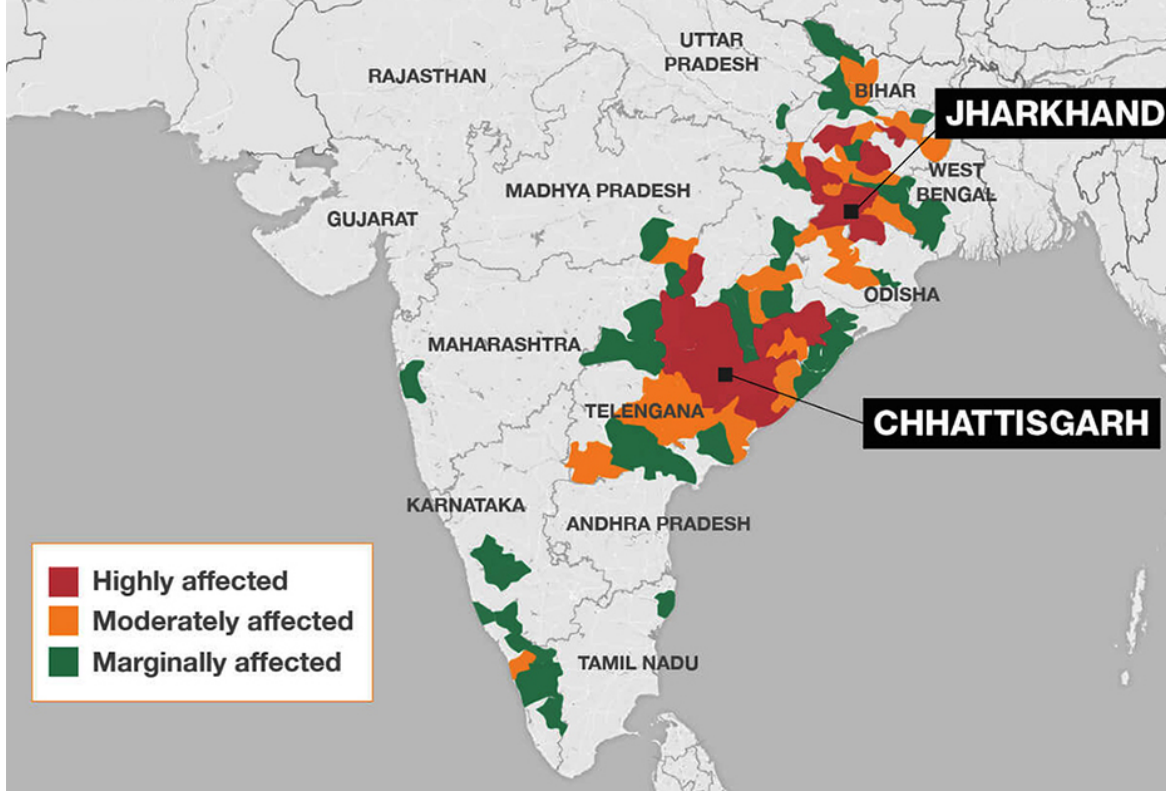 UTTAR
PRADESH
RAJASTHAN
BIHAR
JHARKHAND
WEST
BENGAL
MADHYA PRADESH
GUJARAT
ODISHA
MAHARASHTRA
TELENGANA
CHHATTISGARH
KARNATAKA
ANDHRA PRADESH
Highly affected
Moderately affected
Marginally affected
TAMIL NADU